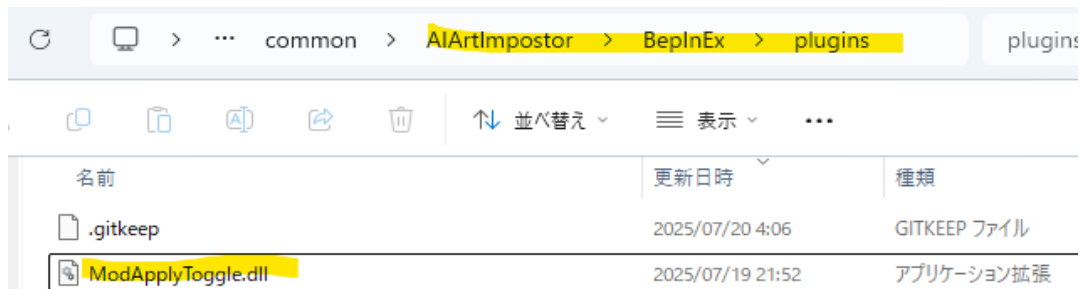 > ... common > AIArtImpostor > BepInEx > plugins plugins
A 並べ替え 表示 ...
名前 更新日時 種類
.gitkeep 2025/07/20 4:06 GITKEEP ファイル
ModApplyToggle.dll 2025/07/19 21:52 アプリケーション拡張